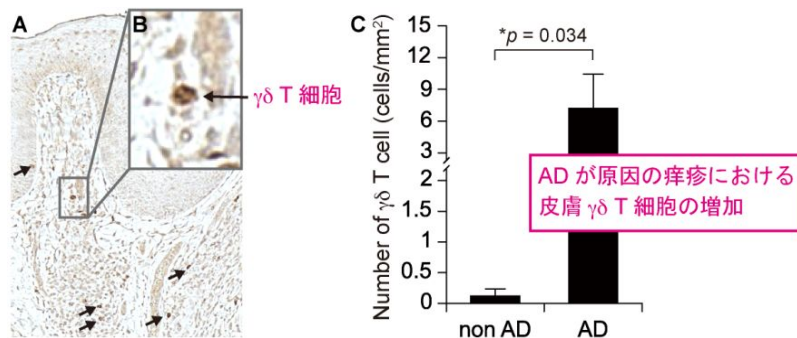 A
B
γδ T 細胞
C
Number of γδ T cell (cells/mm²)
15
12
9
6
3
2
1
0.5
0
*p = 0.034
AD が原因の痒疹における
皮膚 γδ T 細胞の増加
non AD
AD